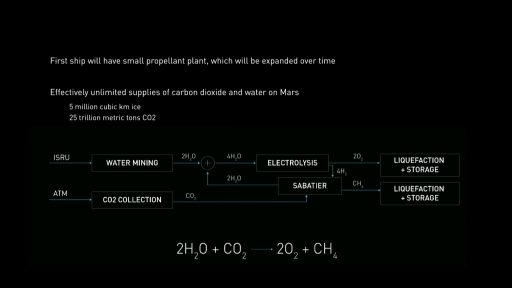 First ship will have small propellant plant, which will be expanded over time
Effectively unlimited supplies of carbon dioxide and water on Mars
5 million cubic km ice
25 trillion metric tons CO2
ISRU
WATER MINING
2H₂O
+
4H₂O
ELECTROLYSIS
2O₂
LIQUEFACTION
+ STORAGE
4H₂
2H₂O
SABATIER
CH₄
LIQUEFACTION
+ STORAGE
ATM
CO2 COLLECTION
CO₂
2H₂O + CO₂ → 2O₂ + CH₄